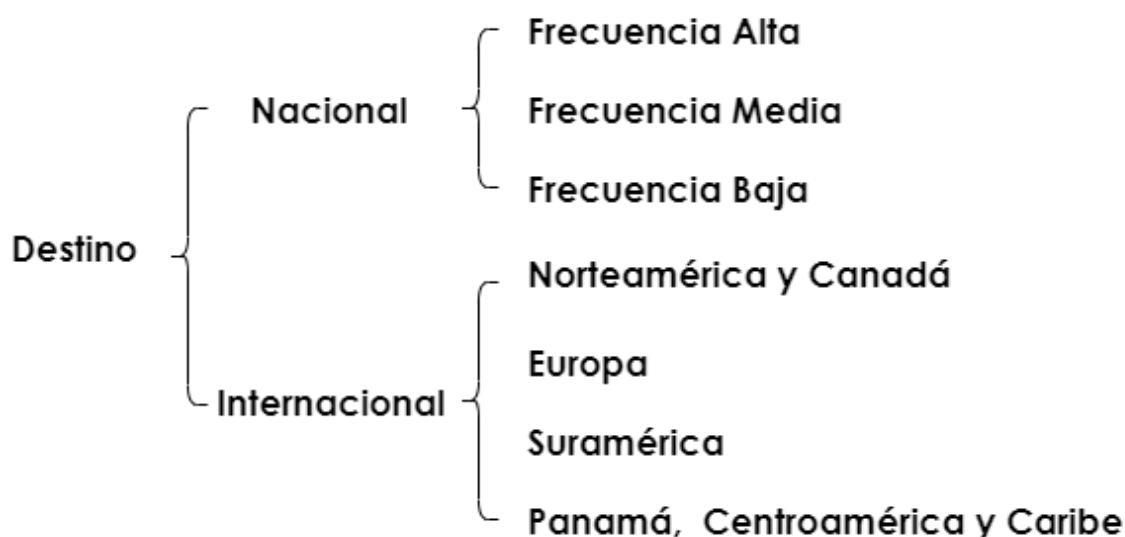 Destino
Nacional
Frecuencia Alta
Frecuencia Media
Frecuencia Baja
Internacional
Norteamérica y Canadá
Europa
Suramérica
Panamá, Centroamérica y Caribe